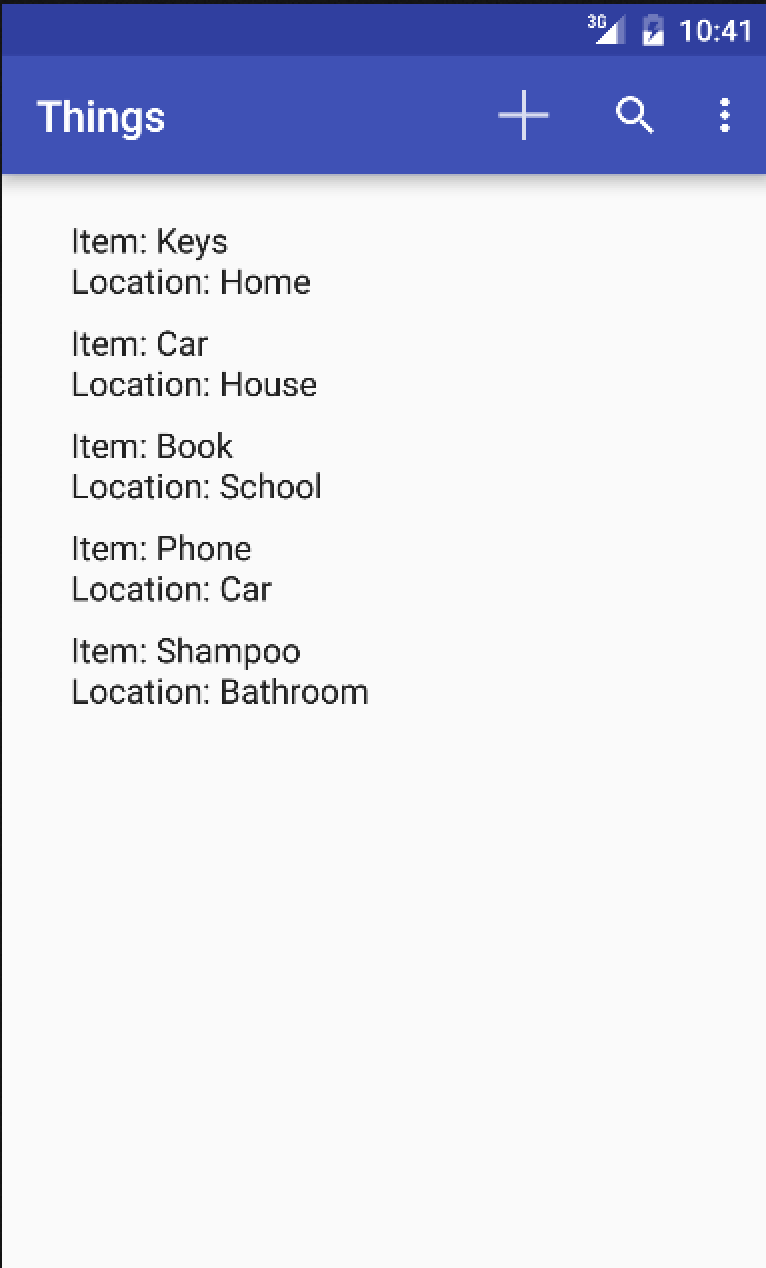 3G 10:41
Things
Item: Keys
Location: Home
Item: Car
Location: House
Item: Book
Location: School
Item: Phone
Location: Car
Item: Shampoo
Location: Bathroom